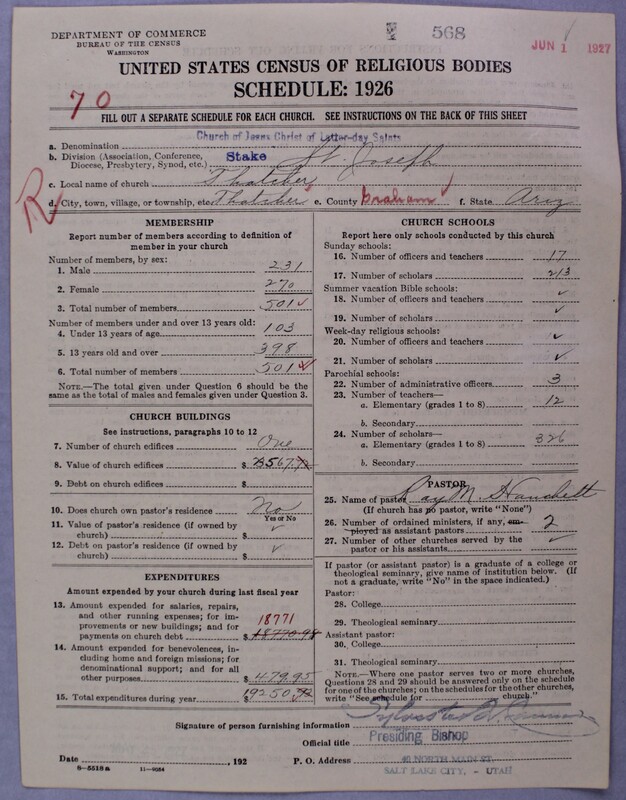 DEPARTMENT OF COMMERCE
BUREAU OF THE CENSUS
WASHINGTON
568
JUN 1 1927
UNITED STATES CENSUS OF RELIGIOUS BODIES
SCHEDULE: 1926
70
FILL OUT A SEPARATE SCHEDULE FOR EACH CHURCH. SEE INSTRUCTIONS ON THE BACK OF THIS SHEET
a. Denomination Church of Jesus Christ of Latter-day Saints
b. Division (Association, Conference, Diocese, Presbytery, Synod, etc.) Stake St. Joseph
c. Local name of church Thatcher
R
d. City, town, village, or township, etc. Thatcher e. County Graham f. State Ariz
MEMBERSHIP
Report number of members according to definition of
member in your church
Number of members, by sex:
1. Male 231
2. Female 270
3. Total number of members 501
Number of members under and over 13 years old:
4. Under 13 years of age 103
5. 13 years old and over 398
6. Total number of members 501
NOTE.—The total given under Question 6 should be
same as the total of males and females given under Question 3.
CHURCH BUILDINGS
See instructions, paragraphs 10 to 12
7. Number of church edifices One
8. Value of church edifices $
9. Debt on church edifices $
10. Does church own pastor's residence No
Yes or No
11. Value of pastor's residence (if owned by
church) $ ✓
12. Debt on pastor's residence (if owned by
church) $ ✓
EXPENDITURES
Amount expended by your church during last fiscal
year
13. Amount expended for salaries, repairs,
and other running expenses; for im-
provements or new buildings; and for 18771
payments on church debt $ 18770.98
14. Amount expended for benevolences, in-
cluding home and foreign missions; for
denominational support; and for all
other purposes $ 479.95
15. Total expenditures during year $ 19250
CHURCH SCHOOLS
Report here only schools conducted by this church
Sunday schools:
16. Number of officers and teachers 17
17. Number of scholars 213
Summer vacation Bible schools:
18. Number of officers and teachers ✓
19. Number of scholars ✓
Week-day religious schools:
20. Number of officers and teachers ✓
21. Number of scholars ✓
Parochial schools:
22. Number of administrative officers 3
23. Number of teachers—
a. Elementary (grades 1 to 8) 12
b. Secondary
24. Number of scholars—
a. Elementary (grades 1 to 8) 326
b. Secondary
PASTOR
25. Name of pastor Ray M. Hanchett
(If church has no pastor, write "None")
26. Number of ordained ministers, if any, em-
ployed as assistant pastors 2
27. Number of other churches served by the
pastor or his assistants ✓
If pastor (or assistant pastor) is a graduate of a college or
theological seminary, give name of institution below. (If
not a graduate, write "No" in the space indicated.)
Pastor:
28. College
29. Theological seminary
Assistant pastor:
30. College
31. Theological seminary
NOTE.—Where one pastor serves two or more churches,
Questions 28 and 29 should be answered only on the schedule
for one of the churches; on the schedules for the other churches,
write "See schedule for church."
Signature of person furnishing information Sylvester Q. Cannon
Official title Presiding Bishop
Date , 192 P. O. Address 40 NORTH MAIN ST.
SALT LAKE CITY, - UTAH
8—5518 a 11—9584